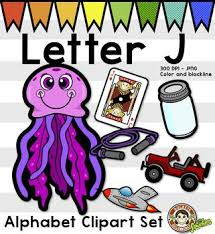 Letter J
300 DPI - .PNG
Color and blackline
J
J
Alphabet Clipart Set